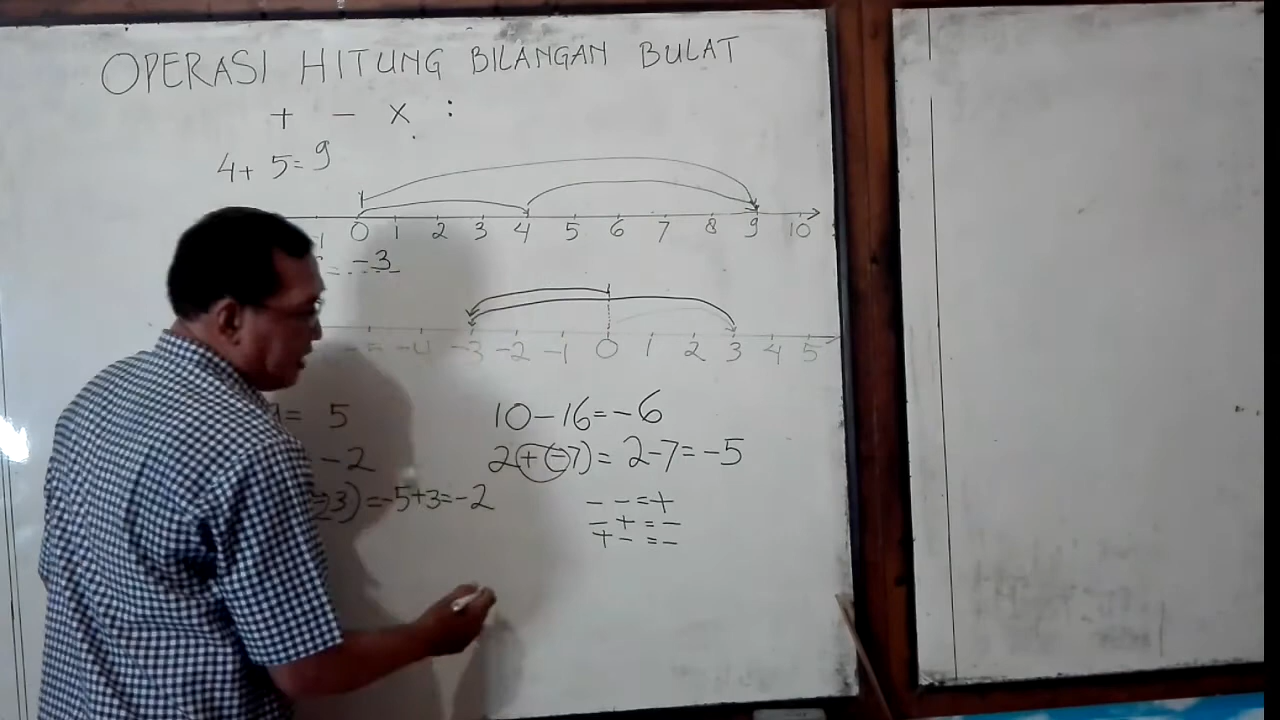 OPERASI HITUNG BILANGAN BULAT
+ - x :
4 + 5 = 9
0 1 2 3 4 5 6 7 8 9 10
= -3
-4 -3 -2 -1 0 1 2 3 4 5
= 5
10 - 16 = -6
-2
2 + (-7) = 2 - 7 = -5
3) = -5 + 3 = -2
- - = +
- + = -
+ - = -